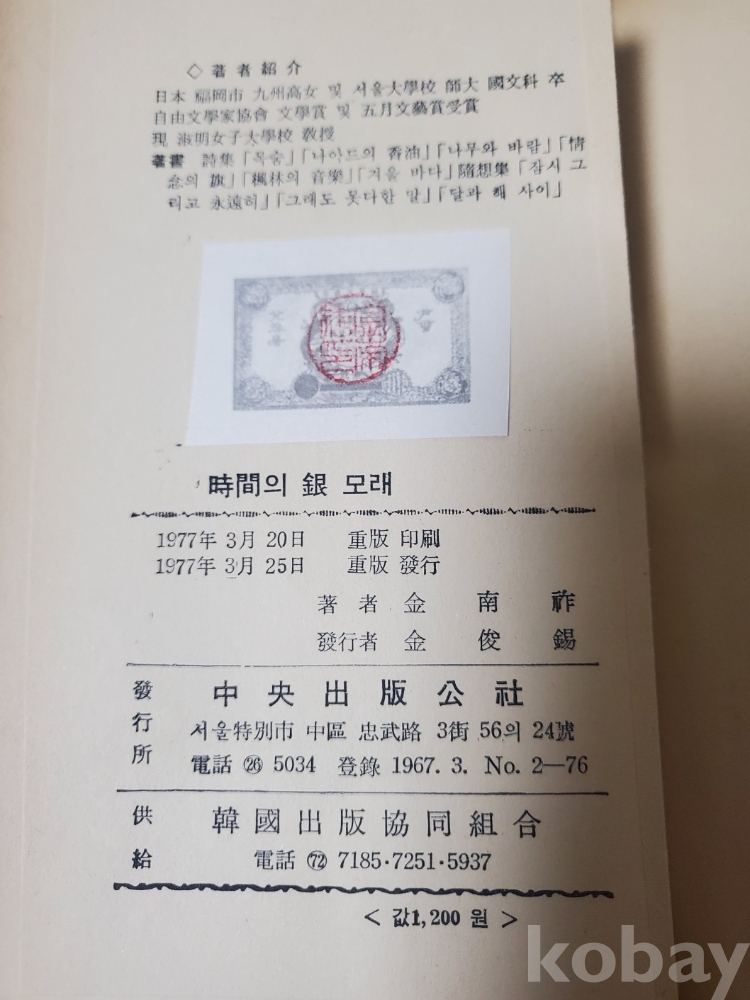 ◇ 著者紹介
日本 福岡市 九州高女 및 서울大學校 師大 國文科 卒
自由文學家協會 文學賞 및 五月文藝賞受賞
現 淑明女子大學校 敎授
著書 詩集「목숨」「나아드의 香油」「나무와 바람」「情
念의 旗」「楓林의 音樂」「겨울 바다」隨想集「잠시 그
리고 永遠히」「그래도 못다한 말」「달과 해 사이」
時間의 銀 모래
1977年 3月 20日 重版 印刷
1977年 3月 25日 重版 發行
著者 金南祚
發行者 金俊錫
發行所 中央出版公社
서울特別市 中區 忠武路 3街 56의 24號
電話 ㉖ 5034 登錄 1967. 3. No. 2—76
供給 韓國出版協同組合
電話 ㊆ 7185·7251·5937
< 값1,200 원 >
kobay